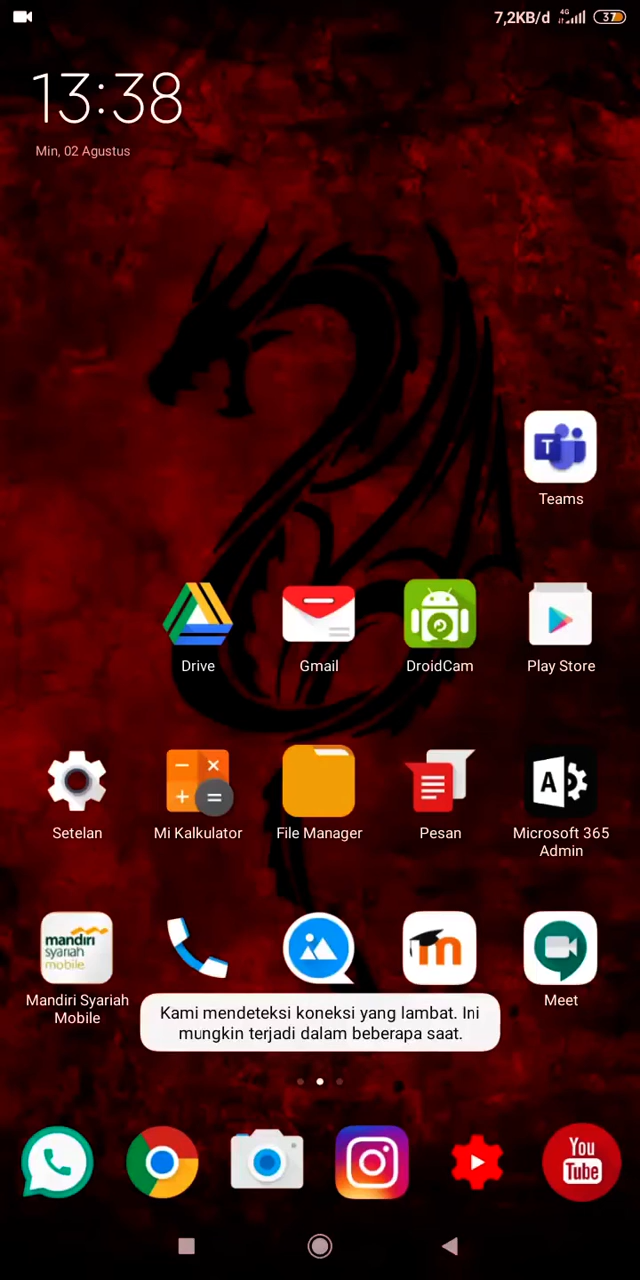 7,2KB/d 4G 37
13:38
Min, 02 Agustus
Teams
Drive Gmail DroidCam Play Store
Setelan Mi Kalkulator File Manager Pesan Microsoft 365
Admin
mandiri
syariah
mobile
Mandiri Syariah Meet
Mobile
Kami mendeteksi koneksi yang lambat. Ini
mungkin terjadi dalam beberapa saat.
You
Tube